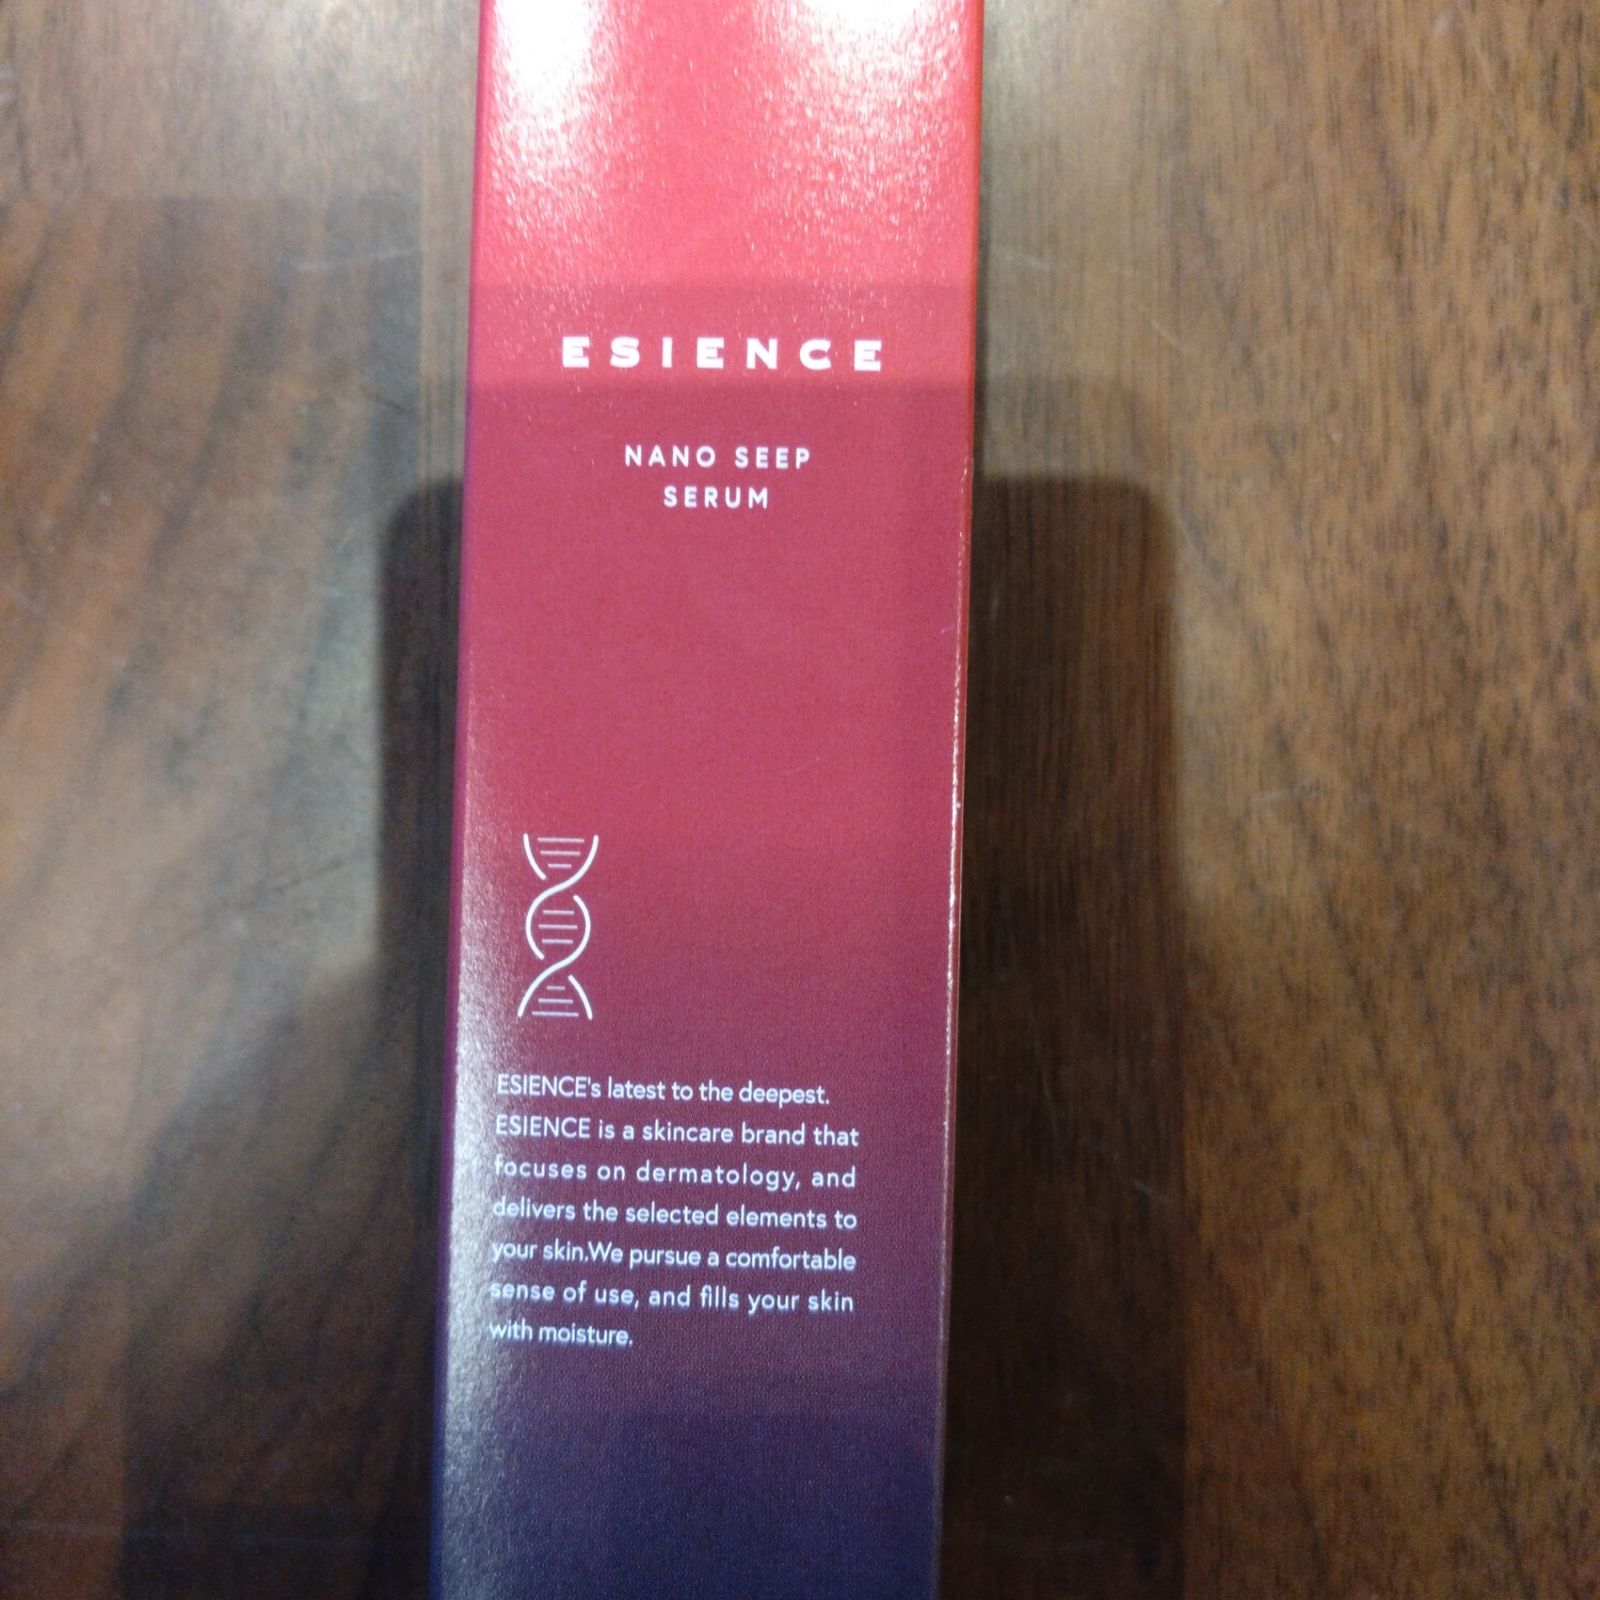 ESIENCE
NANO SEEP
SERUM
ESIENCE's latest to the deepest.
ESIENCE is a skincare brand that
focuses on dermatology, and
delivers the selected elements to
your skin.We pursue a comfortable
sense of use, and fills your skin
with moisture.